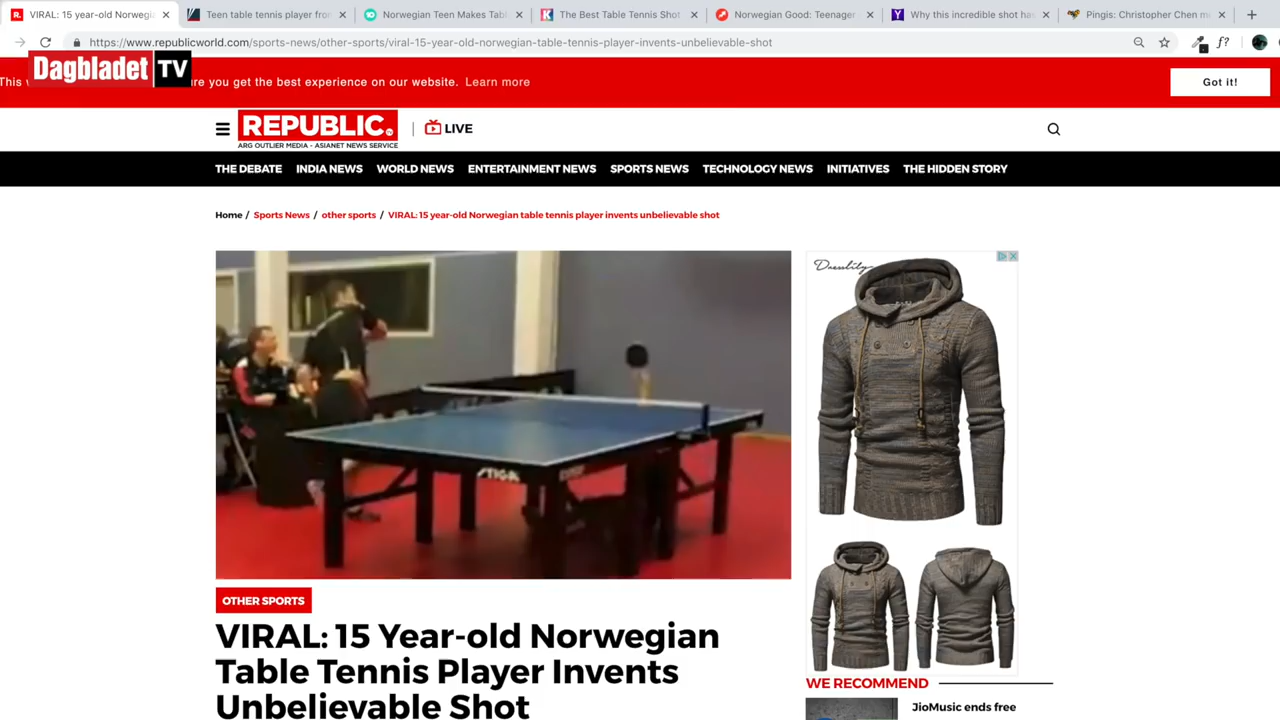 VIRAL: 15 year-old Norwegia
Teen table tennis player fron
Norwegian Teen Makes Tabl
The Best Table Tennis Shot
Norwegian Good: Teenager
Why this incredible shot ha
Pingis: Christopher Chen m
https://www.republicworld.com/sports-news/other-sports/viral-15-year-old-norwegian-table-tennis-player-invents-unbelievable-shot
f?
Dagbladet TV
This
ure you get the best experience on our website. Learn more
Got it!
REPUBLIC.
TV
ARG OUTLIER MEDIA - ASIANET NEWS SERVICE
LIVE
THE DEBATE INDIA NEWS WORLD NEWS ENTERTAINMENT NEWS SPORTS NEWS TECHNOLOGY NEWS INITIATIVES THE HIDDEN STORY
Home / Sports News / other sports / VIRAL: 15 year-old Norwegian table tennis player invents unbelievable shot
Dresslily
STIGA
OTHER SPORTS
VIRAL: 15 Year-old Norwegian
Table Tennis Player Invents
Unbelievable Shot
WE RECOMMEND
JioMusic ends free